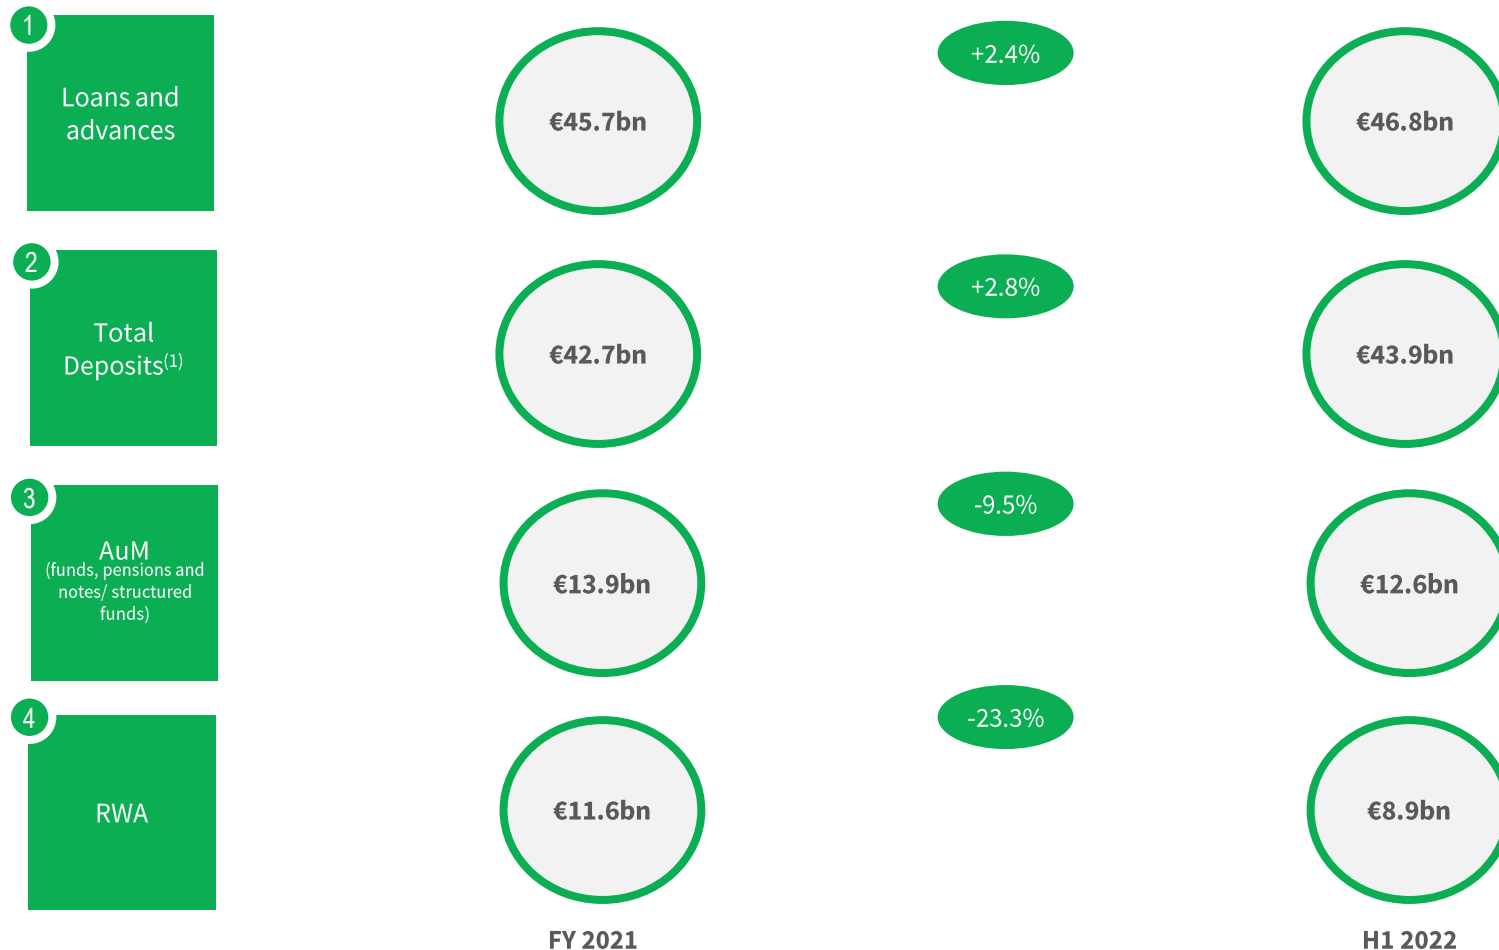 1
Loans and
advances
€45.7bn
+2.4%
€46.8bn
2
Total
Deposits(1)
€42.7bn
+2.8%
€43.9bn
3
AuM
(funds, pensions and
notes/ structured
funds)
€13.9bn
-9.5%
€12.6bn
4
RWA
€11.6bn
-23.3%
€8.9bn
FY 2021
H1 2022